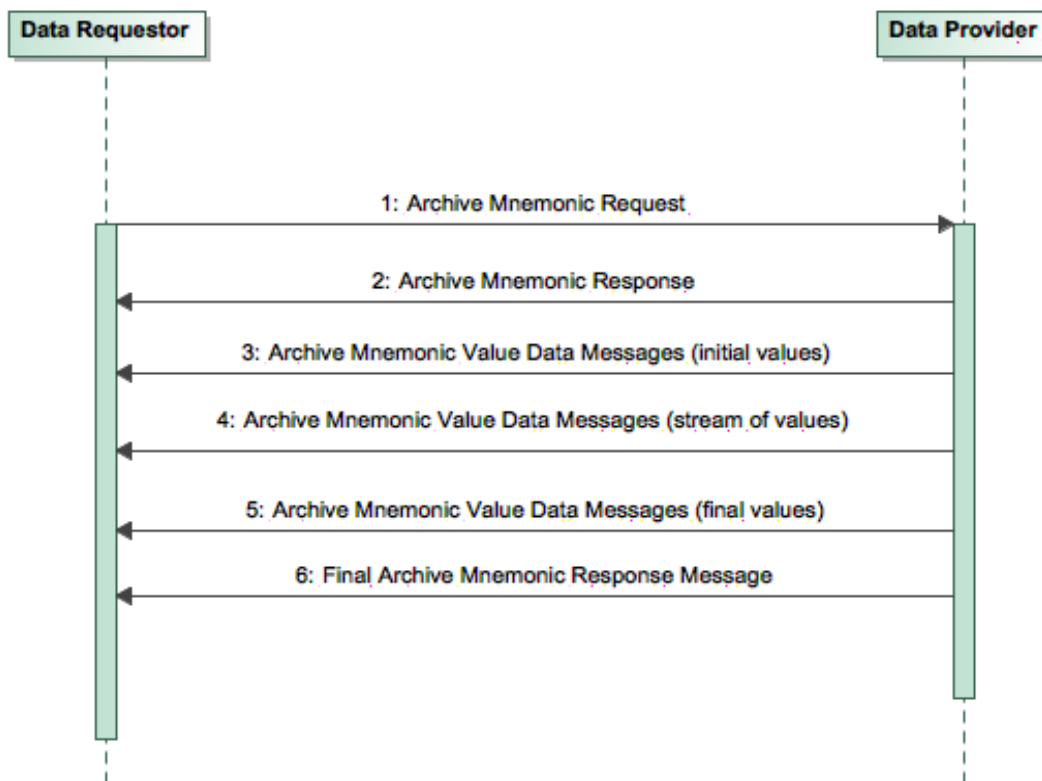 Data Requestor
Data Provider
1: Archive Mnemonic Request
2: Archive Mnemonic Response
3: Archive Mnemonic Value Data Messages (initial values)
4: Archive Mnemonic Value Data Messages (stream of values)
5: Archive Mnemonic Value Data Messages (final values)
6: Final Archive Mnemonic Response Message